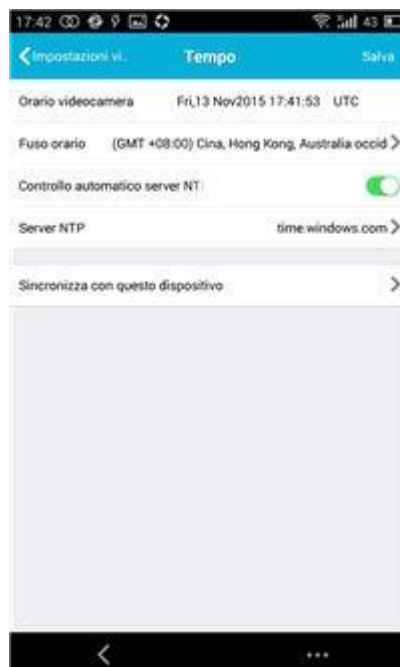 17:42 43
Impostazioni vi.. Tempo Salva
Orario videocamera Fri,13 Nov2015 17:41:53 UTC
Fuso orario (GMT +08:00) Cina, Hong Kong, Australia occid
Controllo automatico server NT
Server NTP time.windows.com
Sincronizza con questo dispositivo